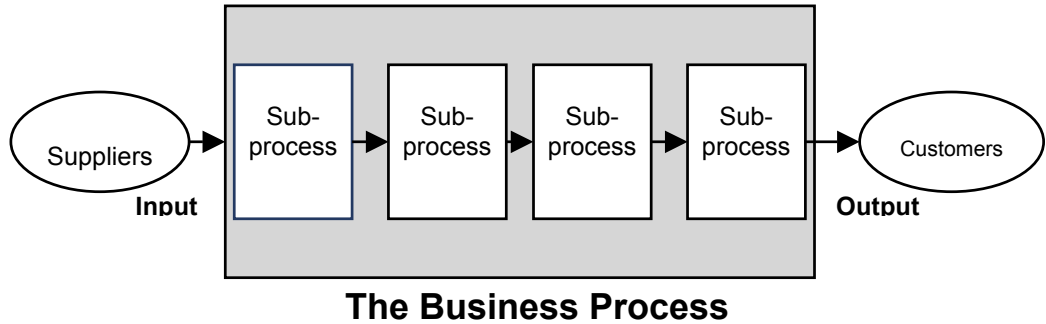 Suppliers
Input
Sub-
process
Sub-
process
Sub-
process
Sub-
process
Customers
Output
The Business Process